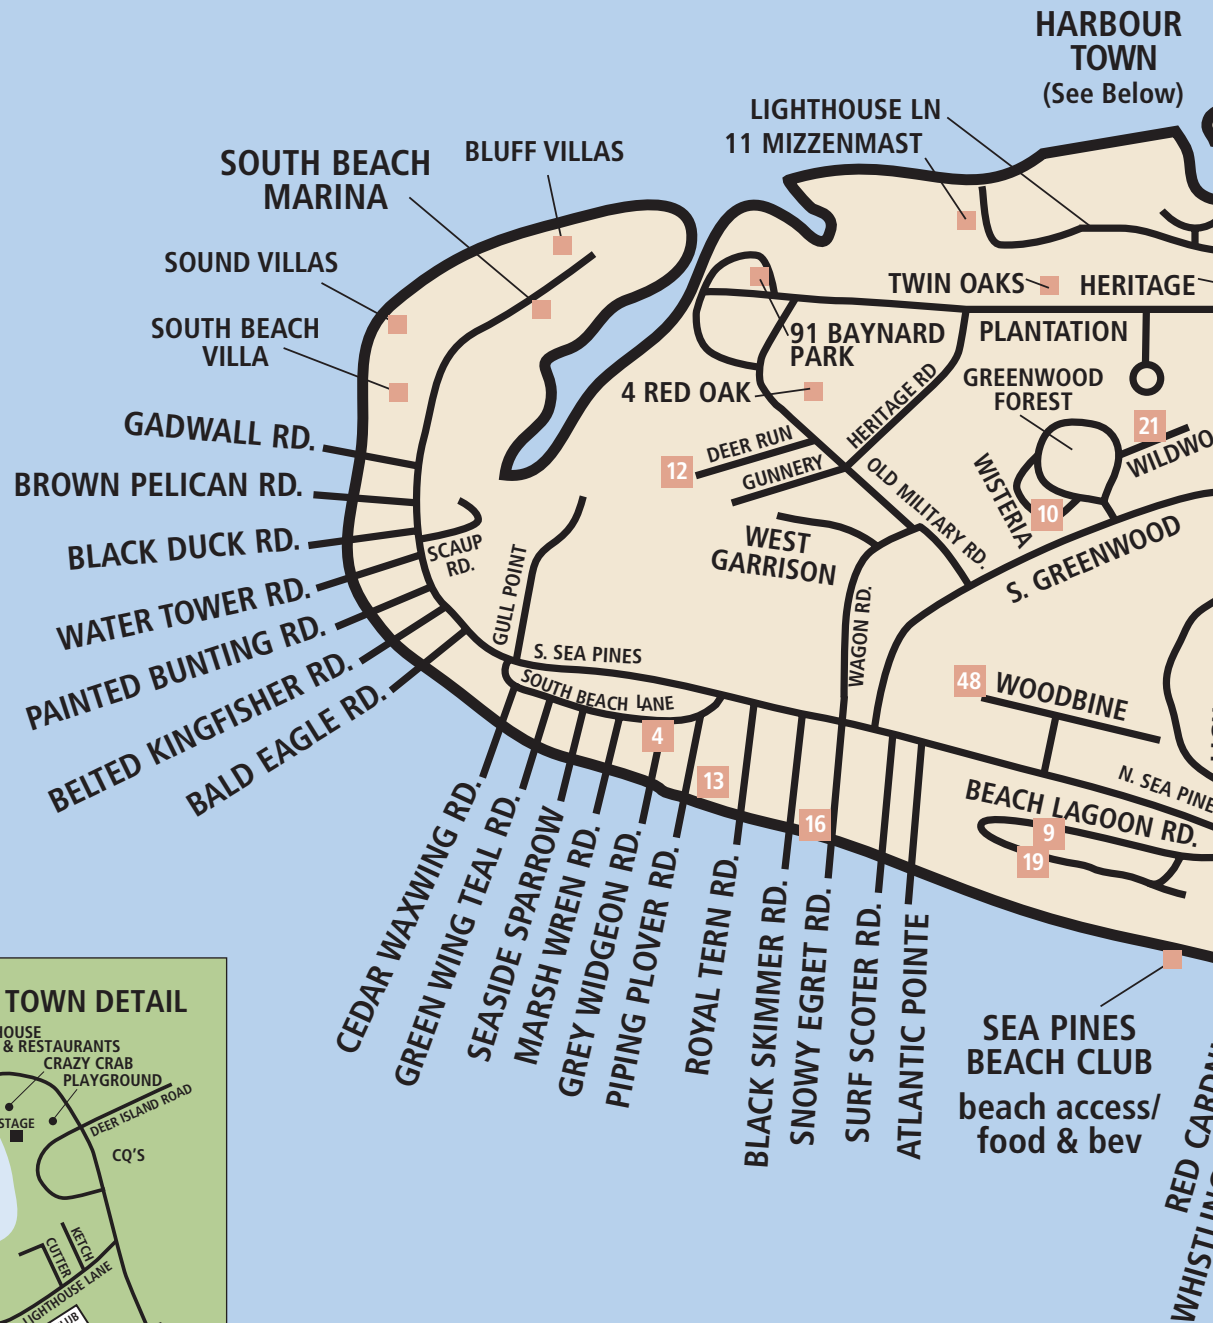 HARBOUR
TOWN
(See Below)
LIGHTHOUSE LN
11 MIZZENMAST
BLUFF VILLAS
SOUTH BEACH
MARINA
SOUND VILLAS
SOUTH BEACH
VILLA
TWIN OAKS
HERITAGE
PLANTATION
91 BAYNARD
PARK
4 RED OAK
GREENWOOD
FOREST
HERITAGE RD
21
WILDWO
GADWALL RD.
DEER RUN
12
GUNNERY
OLD MILITARY RD.
WISTERIA
10
BROWN PELICAN RD.
BLACK DUCK RD.
SCAUP
RD.
WEST
GARRISON
S. GREENWOOD
WATER TOWER RD.
PAINTED BUNTING RD.
BELTED KINGFISHER RD.
BALD EAGLE RD.
GULL POINT
WAGON RD.
S. SEA PINES
SOUTH BEACH LANE
48
WOODBINE
4
13
16
N. SEA PINE
BEACH LAGOON RD.
9
19
CEDAR WAXWING RD.
GREEN WING TEAL RD.
SEASIDE SPARROW
MARSH WREN RD.
GREY WIDGEON RD.
PIPING PLOVER RD.
ROYAL TERN RD.
BLACK SKIMMER RD.
SNOWY EGRET RD.
SURF SCOTER RD.
ATLANTIC POINTE
SEA PINES
BEACH CLUB
beach access/
food & bev
RED CARDIN
WHISTLING
TOWN DETAIL
HOUSE
& RESTAURANTS
CRAZY CRAB
PLAYGROUND
STAGE
DEER ISLAND ROAD
CQ'S
KETCH
CUTTER
LIGHTHOUSE LANE